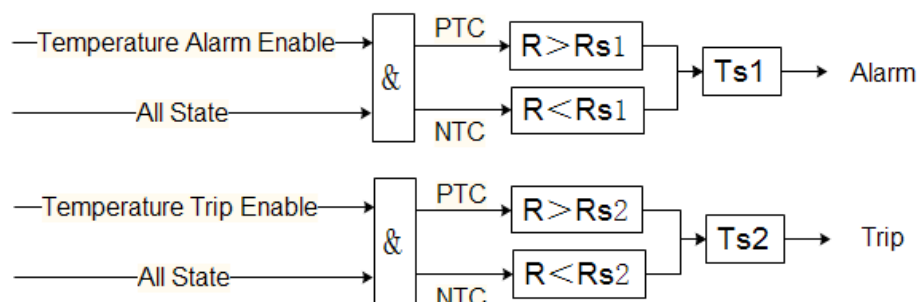 Temperature Alarm Enable
All State
&
PTC
NTC
R＞Rs1
R＜Rs1
Ts1
Alarm
Temperature Trip Enable
All State
&
PTC
NTC
R＞Rs2
R＜Rs2
Ts2
Trip